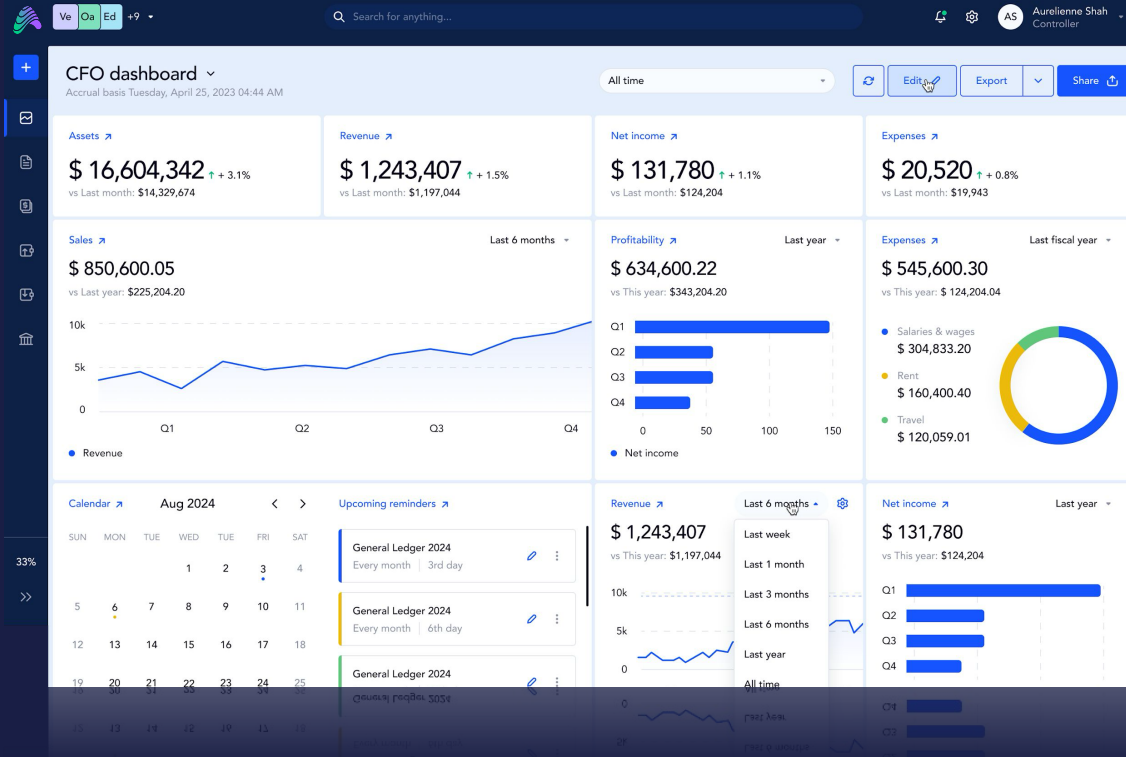 Ve Oa Ed +9
Search for anything...
AS
Aurelienne Shah
Controller
CFO dashboard
Accrual basis Tuesday, April 25, 2023 04:44 AM
All time
Edit
Export
Share
Assets
$ 16,604,342 + 3.1%
vs Last month: $14,329,674
Revenue
$ 1,243,407 + 1.5%
vs Last month: $1,197,044
Net income
$ 131,780 + 1.1%
vs Last month: $124,204
Expenses
$ 20,520 + 0.8%
vs Last month: $19,943
Sales
Last 6 months
$ 850,600.05
vs Last year: $225,204.20
10k
5k
0
Q1 Q2 Q3 Q4
Revenue
Profitability
Last year
$ 634,600.22
vs This year: $343,204.20
Q1
Q2
Q3
Q4
0 50 100 150
Net income
Expenses
Last fiscal year
$ 545,600.30
vs This year: $ 124,204.04
Salaries & wages
$ 304,833.20
Rent
$ 160,400.40
Travel
$ 120,059.01
33%
Calendar
Aug 2024
SUN MON TUE WED TUE FRI SAT
1 2 3 4
5 6 7 8 9 10 11
12 13 14 15 16 17 18
19 20 21 22 23 24 25
Upcoming reminders
General Ledger 2024
Every month 3rd day
General Ledger 2024
Every month 6th day
General Ledger 2024
Revenue
Last 6 months
$ 1,243,407
vs This year: $1,197,044
10k
5k
0
Last week
Last 1 month
Last 3 months
Last 6 months
Last year
All time
Net income
Last year
$ 131,780
vs This year: $124,204
Q1
Q2
Q3
Q4